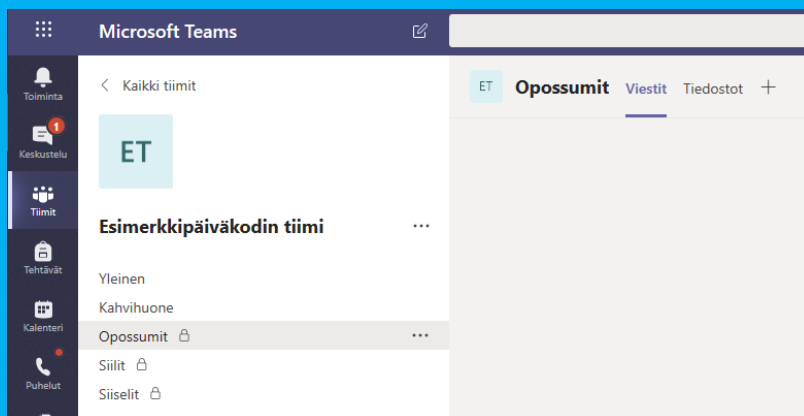 Microsoft Teams
Toiminta
1
Keskustelu
Tiimit
Tehtävät
Kalenteri
Puhelut
Kaikki tiimit
ET
Esimerkkipäiväkodin tiimi
Yleinen
Kahvihuone
Opossumit
Siilit
Siiselit
ET Opossumit Viestit Tiedostot